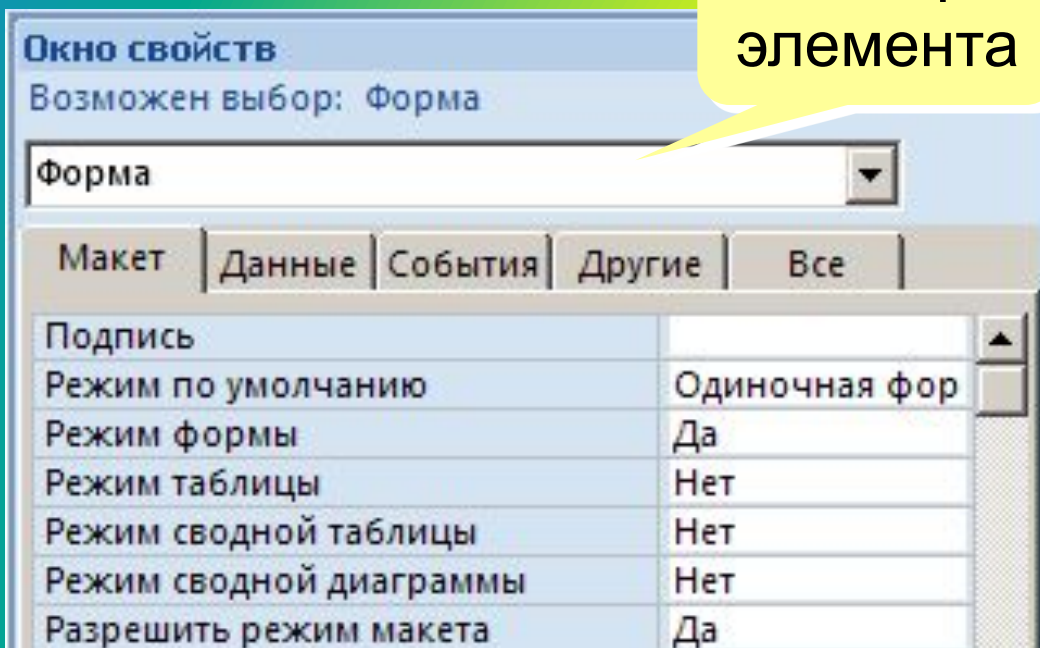 элемента
Окно свойств
Возможен выбор: Форма
Форма
Макет Данные События Другие Все
Подпись
Режим по умолчанию Одиночная фор
Режим формы Да
Режим таблицы Нет
Режим сводной таблицы Нет
Режим сводной диаграммы Нет
Разрешить режим макета Да